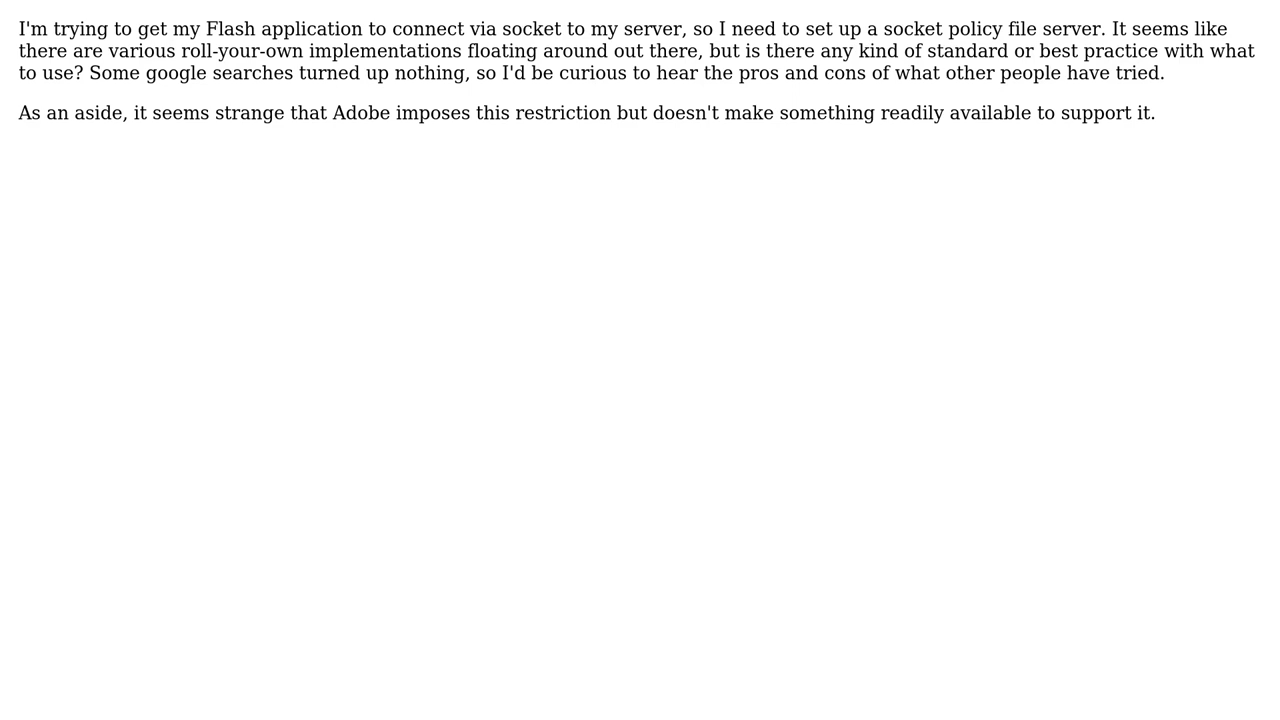 I'm trying to get my Flash application to connect via socket to my server, so I need to set up a socket policy file server. It seems like
there are various roll-your-own implementations floating around out there, but is there any kind of standard or best practice with what
to use? Some google searches turned up nothing, so I'd be curious to hear the pros and cons of what other people have tried.
As an aside, it seems strange that Adobe imposes this restriction but doesn't make something readily available to support it.